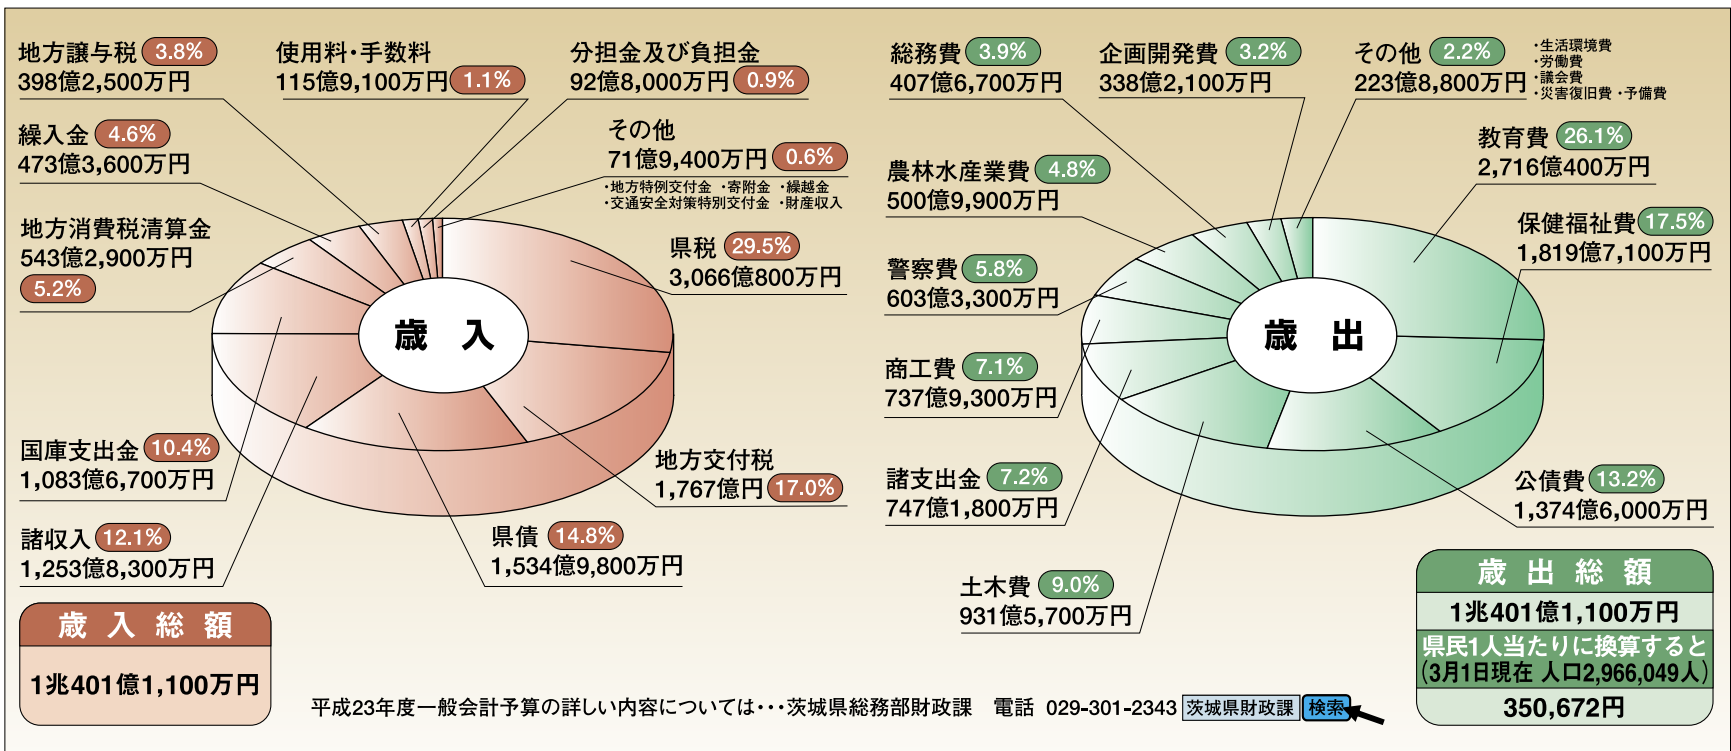 地方譲与税 3.8%
398億2,500万円
使用料・手数料
115億9,100万円 1.1%
分担金及び負担金
92億8,000万円 0.9%
繰入金 4.6%
473億3,600万円
その他
71億9,400万円 0.6%
・地方特例交付金 ・寄附金 ・繰越金
・交通安全対策特別交付金 ・財産収入
地方消費税清算金
543億2,900万円
5.2%
県税 29.5%
3,066億800万円
歳 入
国庫支出金 10.4%
1,083億6,700万円
地方交付税
1,767億円 17.0%
諸収入 12.1%
1,253億8,300万円
県債 14.8%
1,534億9,800万円
歳 入 総 額
1兆401億1,100万円
総務費 3.9%
407億6,700万円
企画開発費 3.2%
338億2,100万円
その他 2.2%
223億8,800万円
・生活環境費
・労働費
・議会費
・災害復旧費 ・予備費
教育費 26.1%
2,716億400万円
農林水産業費 4.8%
500億9,900万円
保健福祉費 17.5%
1,819億7,100万円
警察費 5.8%
603億3,300万円
歳 出
商工費 7.1%
737億9,300万円
諸支出金 7.2%
747億1,800万円
公債費 13.2%
1,374億6,000万円
土木費 9.0%
931億5,700万円
歳 出 総 額
1兆401億1,100万円
県民1人当たりに換算すると
(3月1日現在 人口2,966,049人)
350,672円
平成23年度一般会計予算の詳しい内容については・・・茨城県総務部財政課 電話 029-301-2343 茨城県財政課 検索